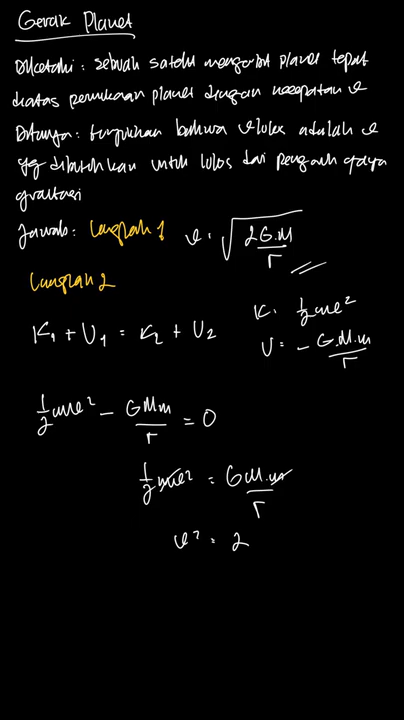 Gerak Planet
Diketahi : sebuah satelit mengorbit planet tepat
diatas permukaan planet dengan kecepatan v
Ditanya : tunjukkan bahwa v lolos adalah v
yg dibutuhkan untuk lolos dari pengaruh gaya
gravitasi
Jawab : Langkah 1 v = √(2G.M/r)
Langkah 2
K₁ + U₁ = K₂ + U₂
K = ½mv²
U = - G.M.m/r
½mv² - GMm/r = 0
½mv² = GM.m/r
v² = 2